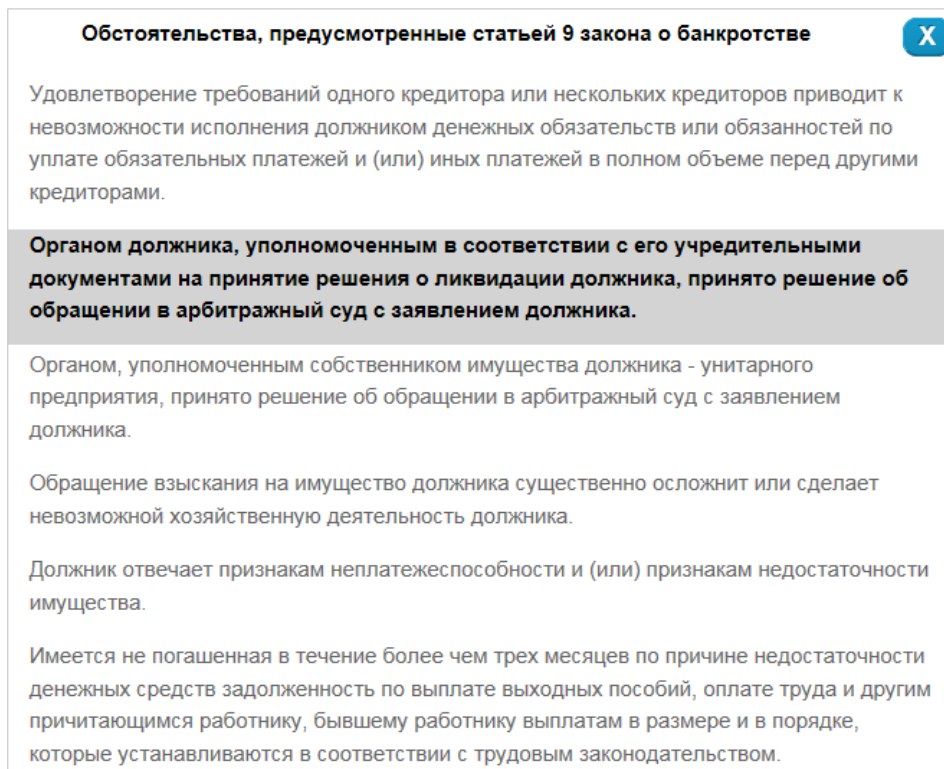 Обстоятельства, предусмотренные статьей 9 закона о банкротстве
X
Удовлетворение требований одного кредитора или нескольких кредиторов приводит к
невозможности исполнения должником денежных обязательств или обязанностей по
уплате обязательных платежей и (или) иных платежей в полном объеме перед другими
кредиторами.
Органом должника, уполномоченным в соответствии с его учредительными
документами на принятие решения о ликвидации должника, принято решение об
обращении в арбитражный суд с заявлением должника.
Органом, уполномоченным собственником имущества должника - унитарного
предприятия, принято решение об обращении в арбитражный суд с заявлением
должника.
Обращение взыскания на имущество должника существенно осложнит или сделает
невозможной хозяйственную деятельность должника.
Должник отвечает признакам неплатежеспособности и (или) признакам недостаточности
имущества.
Имеется не погашенная в течение более чем трех месяцев по причине недостаточности
денежных средств задолженность по выплате выходных пособий, оплате труда и другим
причитающимся работнику, бывшему работнику выплатам в размере и в порядке,
которые устанавливаются в соответствии с трудовым законодательством.